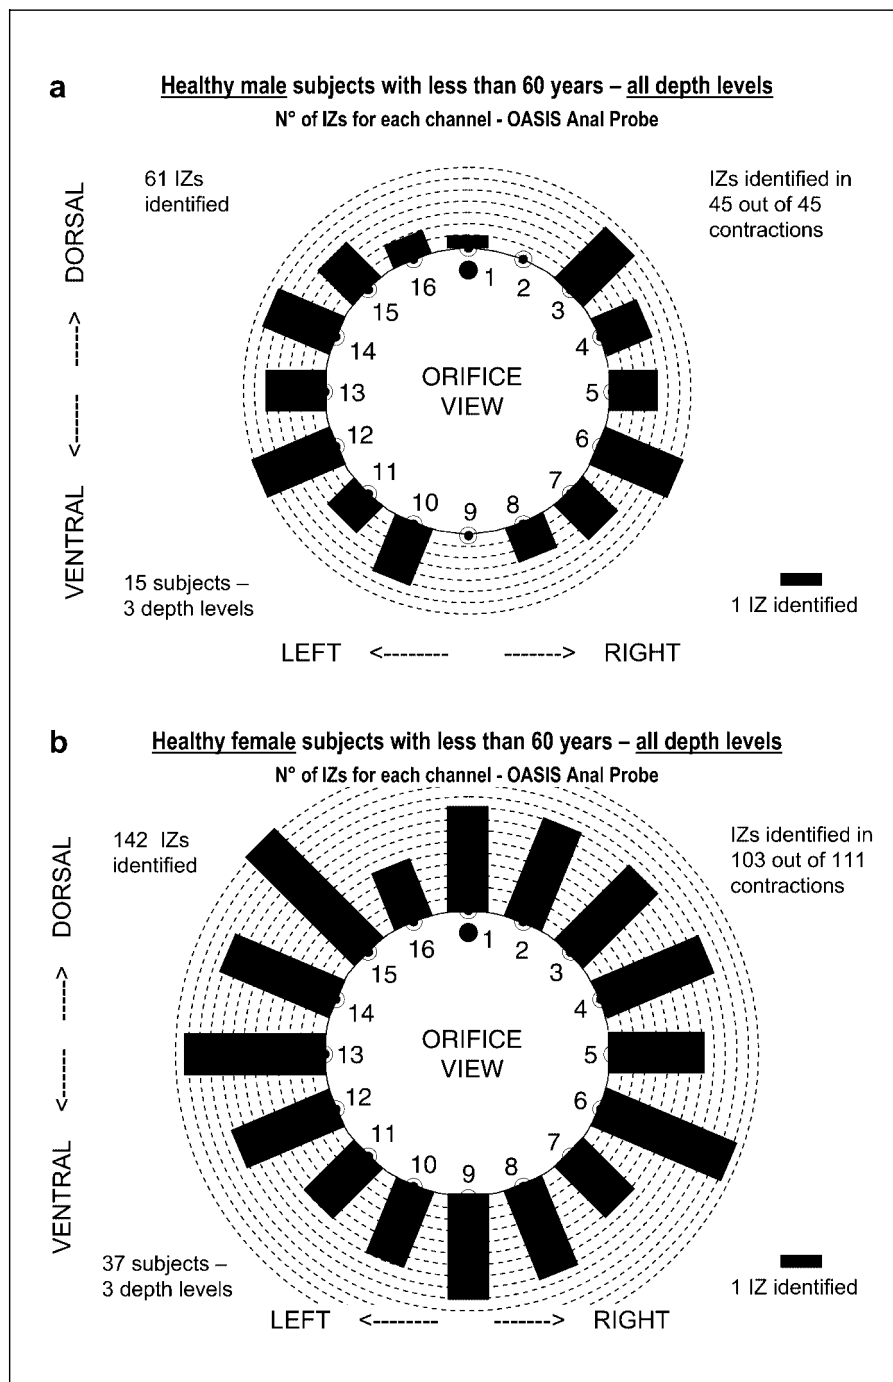 a
Healthy male subjects with less than 60 years – all depth levels
N° of IZs for each channel - OASIS Anal Probe
61 IZs
identified
IZs identified in
45 out of 45
contractions
VENTRAL <------- -----> DORSAL
1
2
3
4
5
6
7
8
9
10
11
12
13
14
15
16
ORIFICE
VIEW
15 subjects –
3 depth levels
1 IZ identified
LEFT <-------- -------> RIGHT
b
Healthy female subjects with less than 60 years – all depth levels
N° of IZs for each channel - OASIS Anal Probe
142 IZs
identified
IZs identified in
103 out of 111
contractions
VENTRAL <------- -----> DORSAL
1
2
3
4
5
6
7
8
9
10
11
12
13
14
15
16
ORIFICE
VIEW
37 subjects –
3 depth levels
1 IZ identified
LEFT <-------- -------> RIGHT